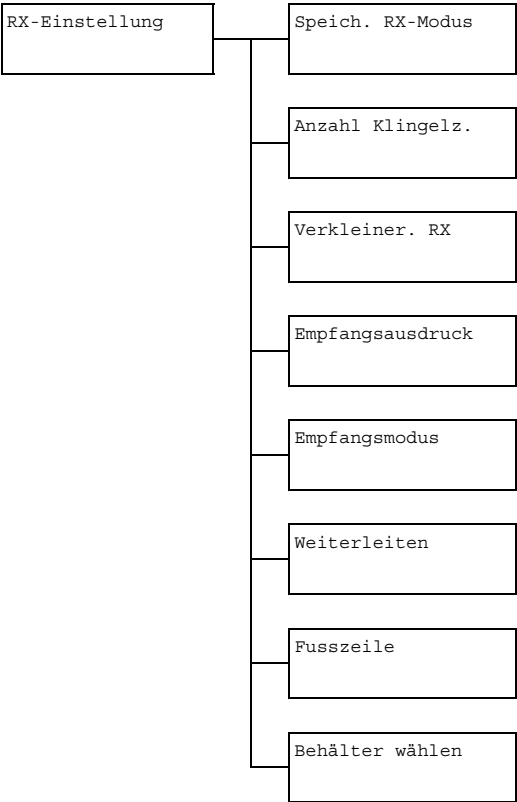 RX-Einstellung
Speich. RX-Modus
Anzahl Klingelz.
Verkleiner. RX
Empfangsausdruck
Empfangsmodus
Weiterleiten
Fusszeile
Behälter wählen